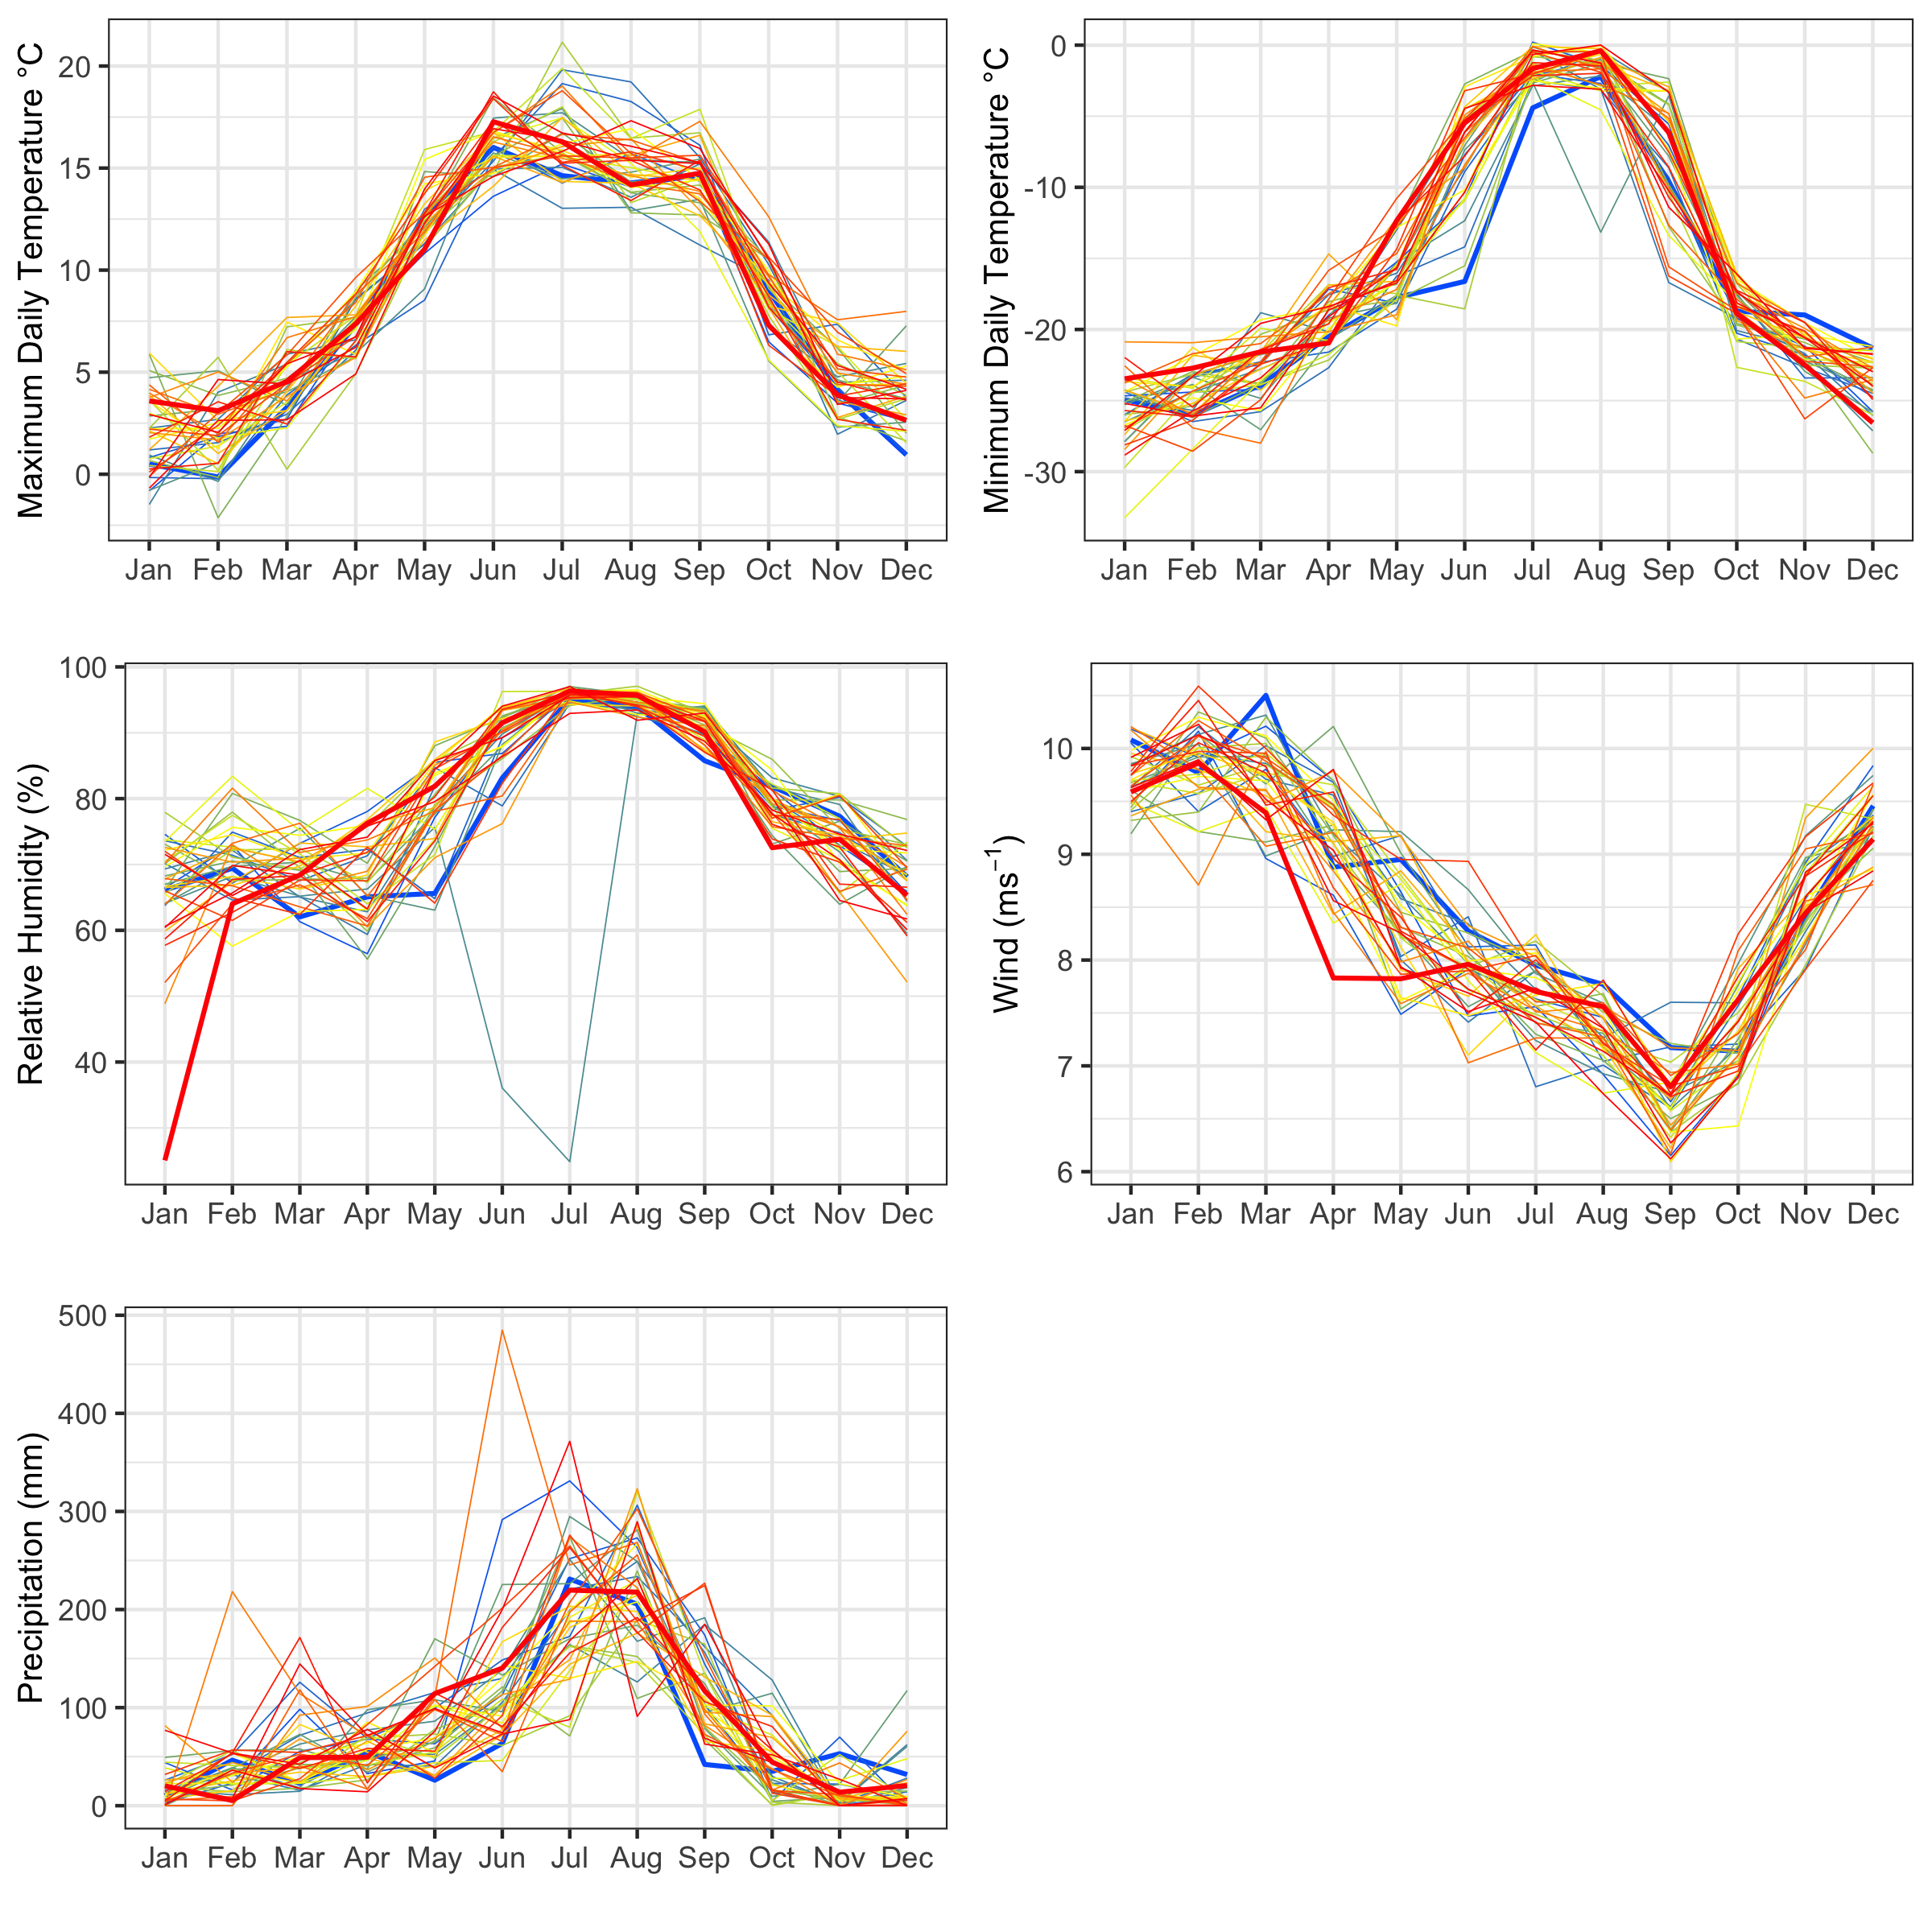 Maximum Daily Temperature °C
20
15
10
5
0
Jan Feb Mar Apr May Jun Jul Aug Sep Oct Nov Dec
Minimum Daily Temperature °C
0
-10
-20
-30
Jan Feb Mar Apr May Jun Jul Aug Sep Oct Nov Dec
Relative Humidity (%)
100
80
60
40
Jan Feb Mar Apr May Jun Jul Aug Sep Oct Nov Dec
Wind (ms⁻¹)
10
9
8
7
6
Jan Feb Mar Apr May Jun Jul Aug Sep Oct Nov Dec
Precipitation (mm)
500
400
300
200
100
0
Jan Feb Mar Apr May Jun Jul Aug Sep Oct Nov Dec